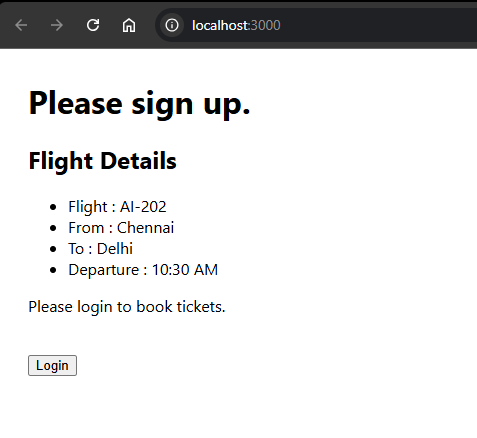 localhost:3000
Please sign up.
Flight Details
Flight : AI-202
From : Chennai
To : Delhi
Departure : 10:30 AM
Please login to book tickets.
Login